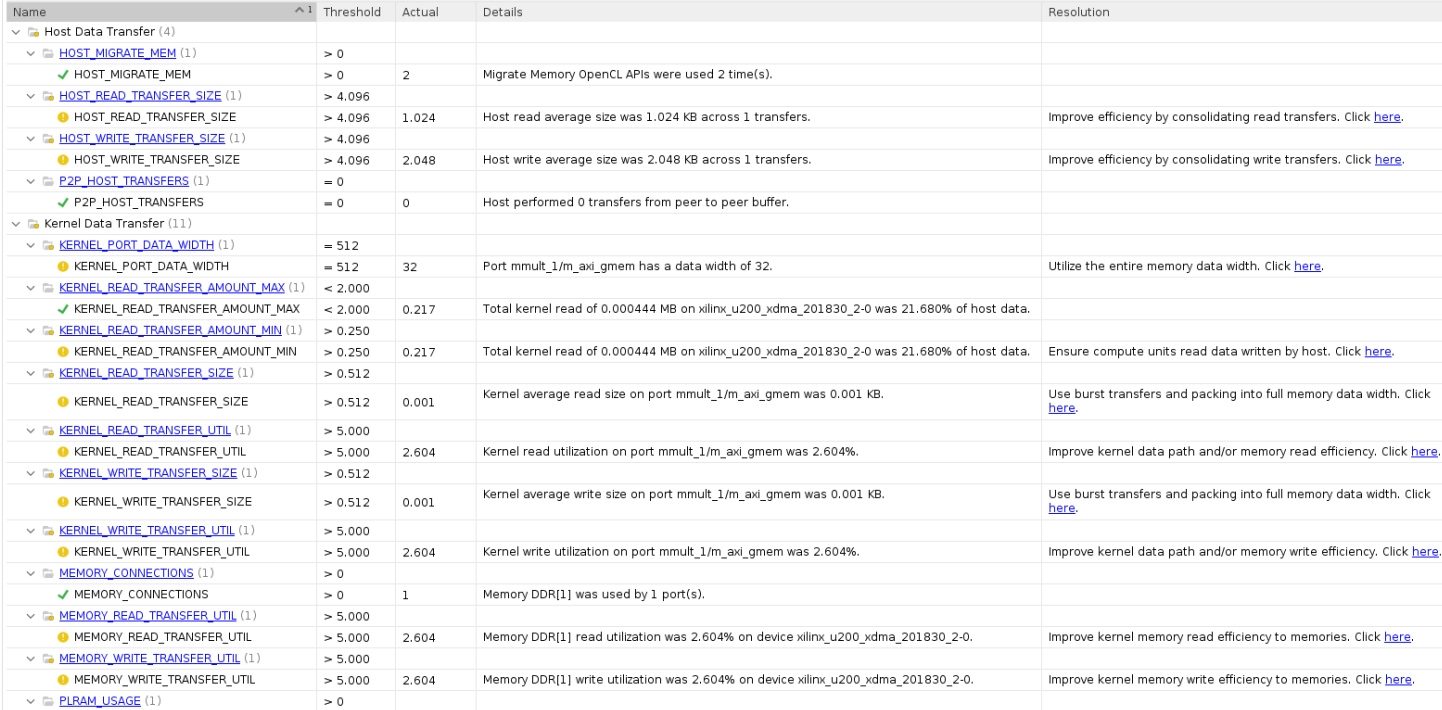 Name 1 Threshold Actual Details Resolution
Host Data Transfer (4)
HOST_MIGRATE_MEM (1) > 0
HOST_MIGRATE_MEM > 0 2 Migrate Memory OpenCL APIs were used 2 time(s).
HOST_READ_TRANSFER_SIZE (1) > 4.096
HOST_READ_TRANSFER_SIZE > 4.096 1.024 Host read average size was 1.024 KB across 1 transfers. Improve efficiency by consolidating read transfers. Click here.
HOST_WRITE_TRANSFER_SIZE (1) > 4.096
HOST_WRITE_TRANSFER_SIZE > 4.096 2.048 Host write average size was 2.048 KB across 1 transfers. Improve efficiency by consolidating write transfers. Click here.
P2P_HOST_TRANSFERS (1) = 0
P2P_HOST_TRANSFERS = 0 0 Host performed 0 transfers from peer to peer buffer.
Kernel Data Transfer (11)
KERNEL_PORT_DATA_WIDTH (1) = 512
KERNEL_PORT_DATA_WIDTH = 512 32 Port mmult_1/m_axi_gmem has a data width of 32. Utilize the entire memory data width. Click here.
KERNEL_READ_TRANSFER_AMOUNT_MAX (1) < 2.000
KERNEL_READ_TRANSFER_AMOUNT_MAX < 2.000 0.217 Total kernel read of 0.000444 MB on xilinx_u200_xdma_201830_2-0 was 21.680% of host data.
KERNEL_READ_TRANSFER_AMOUNT_MIN (1) > 0.250
KERNEL_READ_TRANSFER_AMOUNT_MIN > 0.250 0.217 Total kernel read of 0.000444 MB on xilinx_u200_xdma_201830_2-0 was 21.680% of host data. Ensure compute units read data written by host. Click here.
KERNEL_READ_TRANSFER_SIZE (1) > 0.512
KERNEL_READ_TRANSFER_SIZE > 0.512 0.001 Kernel average read size on port mmult_1/m_axi_gmem was 0.001 KB. Use burst transfers and packing into full memory data width. Click
here.
KERNEL_READ_TRANSFER_UTIL (1) > 5.000
KERNEL_READ_TRANSFER_UTIL > 5.000 2.604 Kernel read utilization on port mmult_1/m_axi_gmem was 2.604%. Improve kernel data path and/or memory read efficiency. Click here.
KERNEL_WRITE_TRANSFER_SIZE (1) > 0.512
KERNEL_WRITE_TRANSFER_SIZE > 0.512 0.001 Kernel average write size on port mmult_1/m_axi_gmem was 0.001 KB. Use burst transfers and packing into full memory data width. Click
here.
KERNEL_WRITE_TRANSFER_UTIL (1) > 5.000
KERNEL_WRITE_TRANSFER_UTIL > 5.000 2.604 Kernel write utilization on port mmult_1/m_axi_gmem was 2.604%. Improve kernel data path and/or memory write efficiency. Click here.
MEMORY_CONNECTIONS (1) > 0
MEMORY_CONNECTIONS > 0 1 Memory DDR[1] was used by 1 port(s).
MEMORY_READ_TRANSFER_UTIL (1) > 5.000
MEMORY_READ_TRANSFER_UTIL > 5.000 2.604 Memory DDR[1] read utilization was 2.604% on device xilinx_u200_xdma_201830_2-0. Improve kernel memory read efficiency to memories. Click here.
MEMORY_WRITE_TRANSFER_UTIL (1) > 5.000
MEMORY_WRITE_TRANSFER_UTIL > 5.000 2.604 Memory DDR[1] write utilization was 2.604% on device xilinx_u200_xdma_201830_2-0. Improve kernel memory write efficiency to memories. Click here.
PLRAM_USAGE (1) > 0